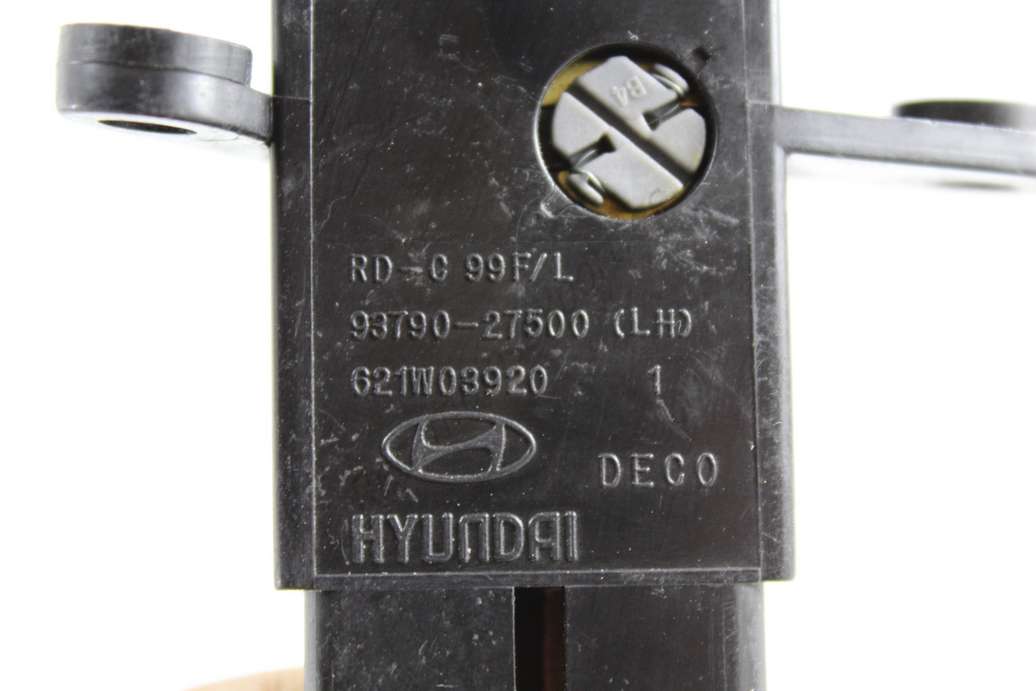 B4
RD-C 99F/L
93790-27500 (LH)
621W03920 1
DECO
HYUNDAI